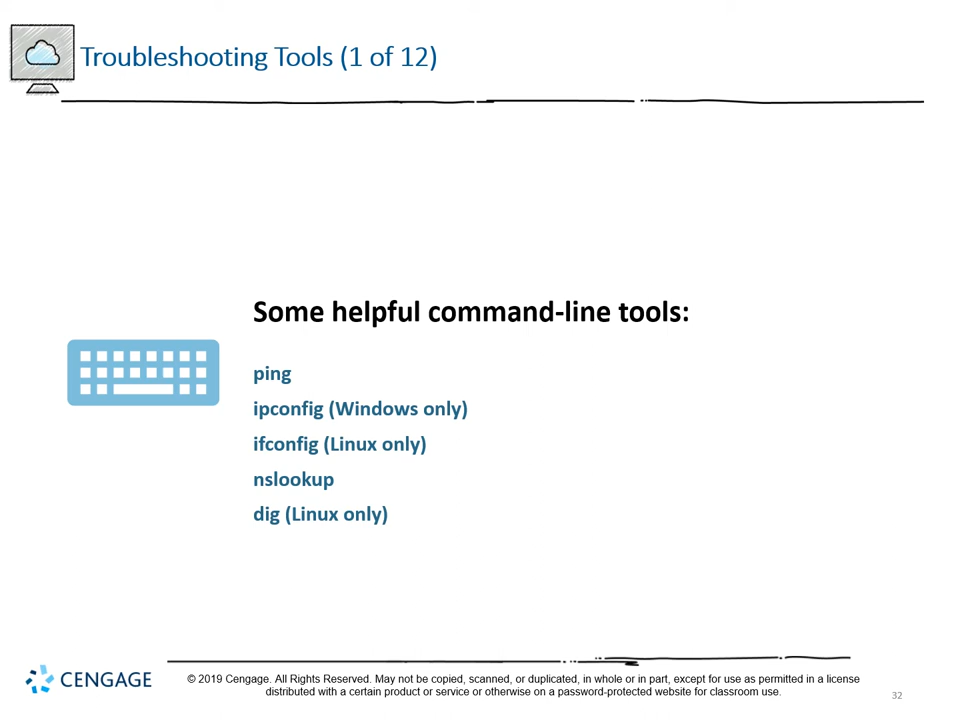 Troubleshooting Tools (1 of 12)
Some helpful command-line tools:
ping
ipconfig (Windows only)
ifconfig (Linux only)
nslookup
dig (Linux only)
CENGAGE
© 2019 Cengage. All Rights Reserved. May not be copied, scanned, or duplicated, in whole or in part, except for use as permitted in a license
distributed with a certain product or service or otherwise on a password-protected website for classroom use.
32